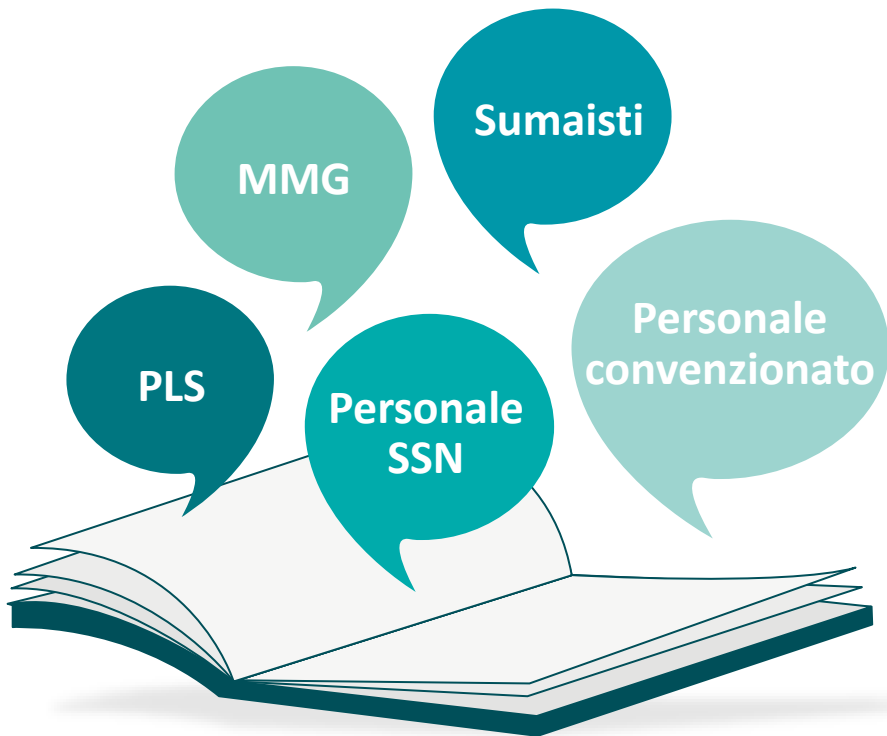 Sumaisti
MMG
Personale
convenzionato
PLS
Personale
SSN